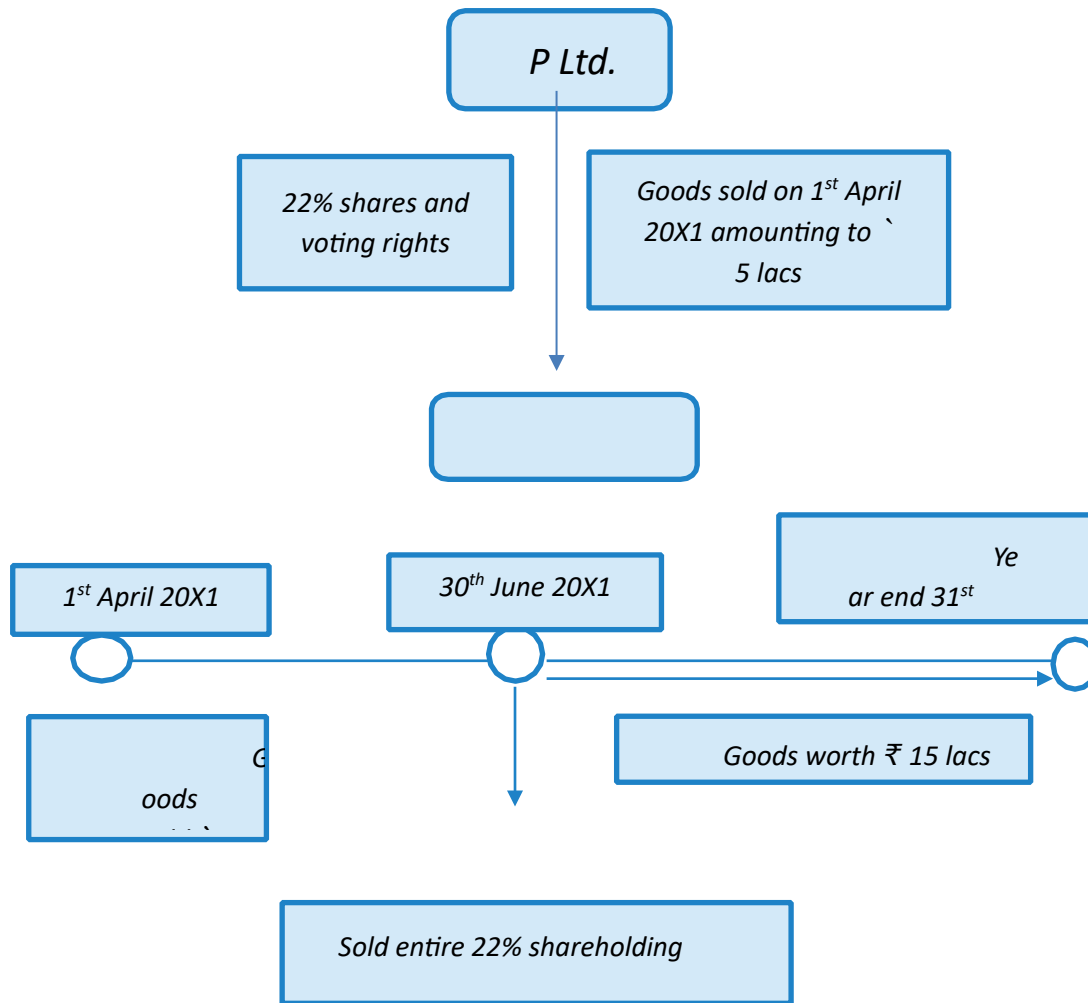 P Ltd.
22% shares and
voting rights
Goods sold on 1st April
20X1 amounting to `
5 lacs
1st April 20X1
30th June 20X1
Ye
ar end 31st
G
oods
Goods worth ₹ 15 lacs
Sold entire 22% shareholding